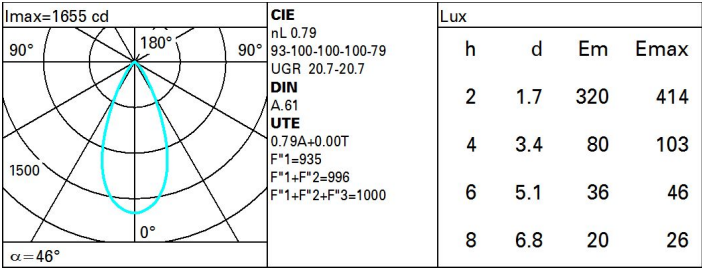 Imax=1655 cd
90° 180° 90°
1500
0°
α=46°
CIE
nL 0.79
93-100-100-100-79
UGR 20.7-20.7
DIN
A.61
UTE
0.79A+0.00T
F"1=935
F"1+F"2=996
F"1+F"2+F"3=1000
Lux
h d Em Emax
2 1.7 320 414
4 3.4 80 103
6 5.1 36 46
8 6.8 20 26